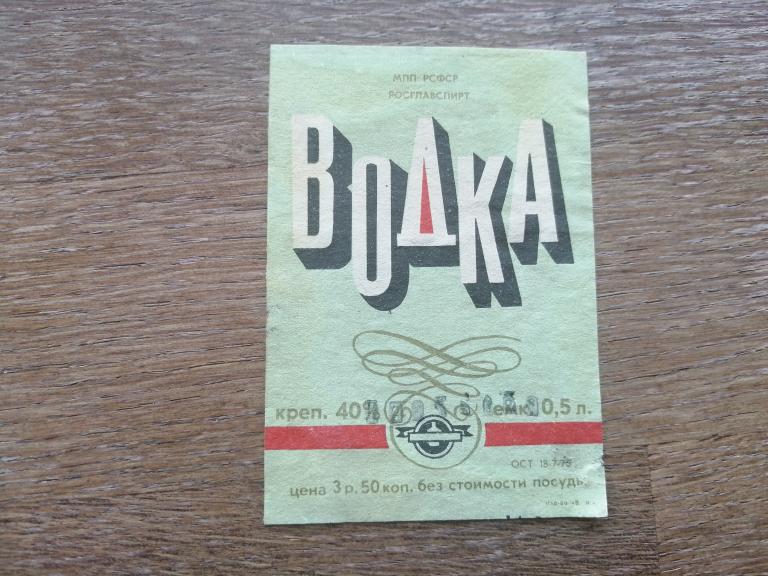 МПП РСФСР
РОСГЛАВСПИРТ
ВОДКА
креп. 40% емк. 0,5 л.
ОСТ 18-7-75
цена 3 р. 50 коп. без стоимости посуды